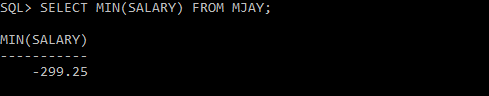 SQL> SELECT MIN(SALARY) FROM MJAY;
MIN(SALARY)
-----------
-299.25